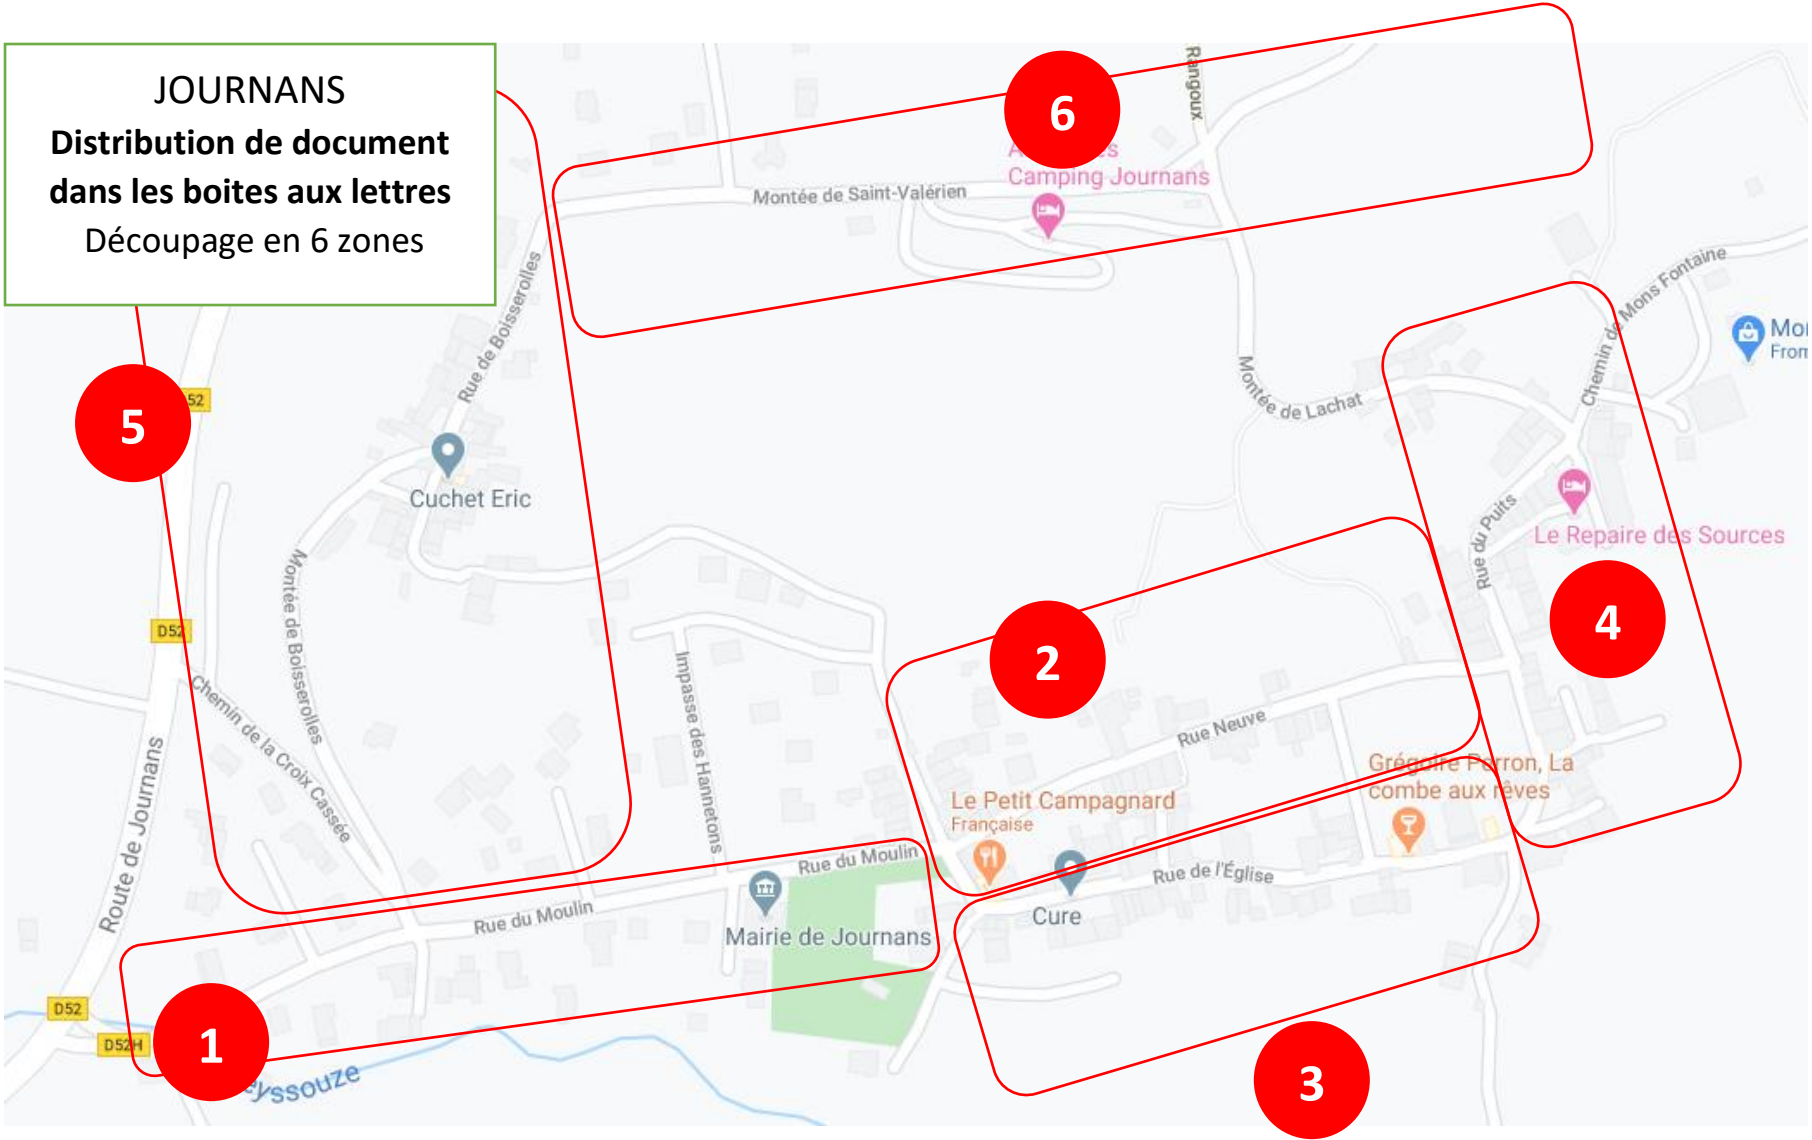 JOURNANS
Distribution de document
dans les boites aux lettres
Découpage en 6 zones
6
Rangoux
Camping Journans
Montée de Saint-Valérien
Rue de Boisserolles
Chemin de Mons Fontaine
Montée de Lachat
52
5
Cuchet Eric
Rue du Puits
Le Repaire des Sources
4
Montée de Boisserolles
D52
2
Impasse des Hannetons
Chemin de la Croix Cassée
Rue Neuve
Route de Journans
Grégoire Perron, La
combe aux rêves
Le Petit Campagnard
Française
Rue du Moulin
Rue de l'Église
Rue du Moulin
Cure
Mairie de Journans
D52
D52H
1
yssouze
3